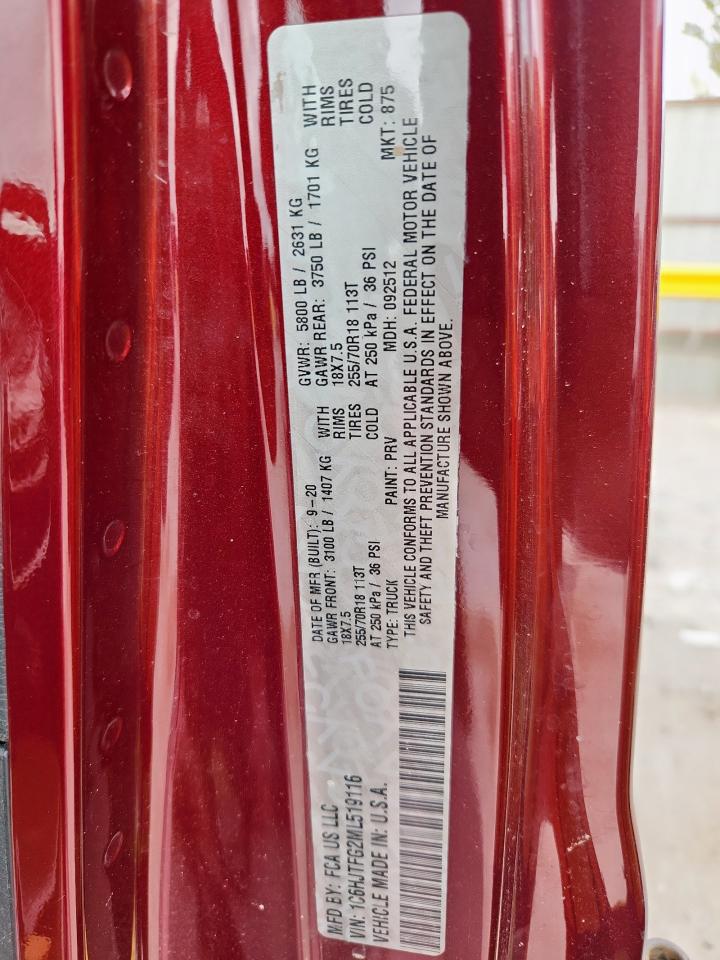 MFD BY: FCA US LLC
VIN: 1C6HJTFG2ML519116
VEHICLE MADE IN: U.S.A.
DATE OF MFR (BUILT): 9-20
GAWR FRONT: 3100 LB / 1407 KG WITH
18X7.5 RIMS
255/70R18 113T TIRES
AT 250 kPa / 36 PSI COLD
GVWR: 5800 LB / 2631 KG
GAWR REAR: 3750 LB / 1701 KG WITH
18X7.5 RIMS
255/70R18 113T TIRES
AT 250 kPa / 36 PSI COLD
TYPE: TRUCK PAINT: PRV MDH: 092512 MKT: 875
THIS VEHICLE CONFORMS TO ALL APPLICABLE U.S.A. FEDERAL MOTOR VEHICLE
SAFETY AND THEFT PREVENTION STANDARDS IN EFFECT ON THE DATE OF
MANUFACTURE SHOWN ABOVE.